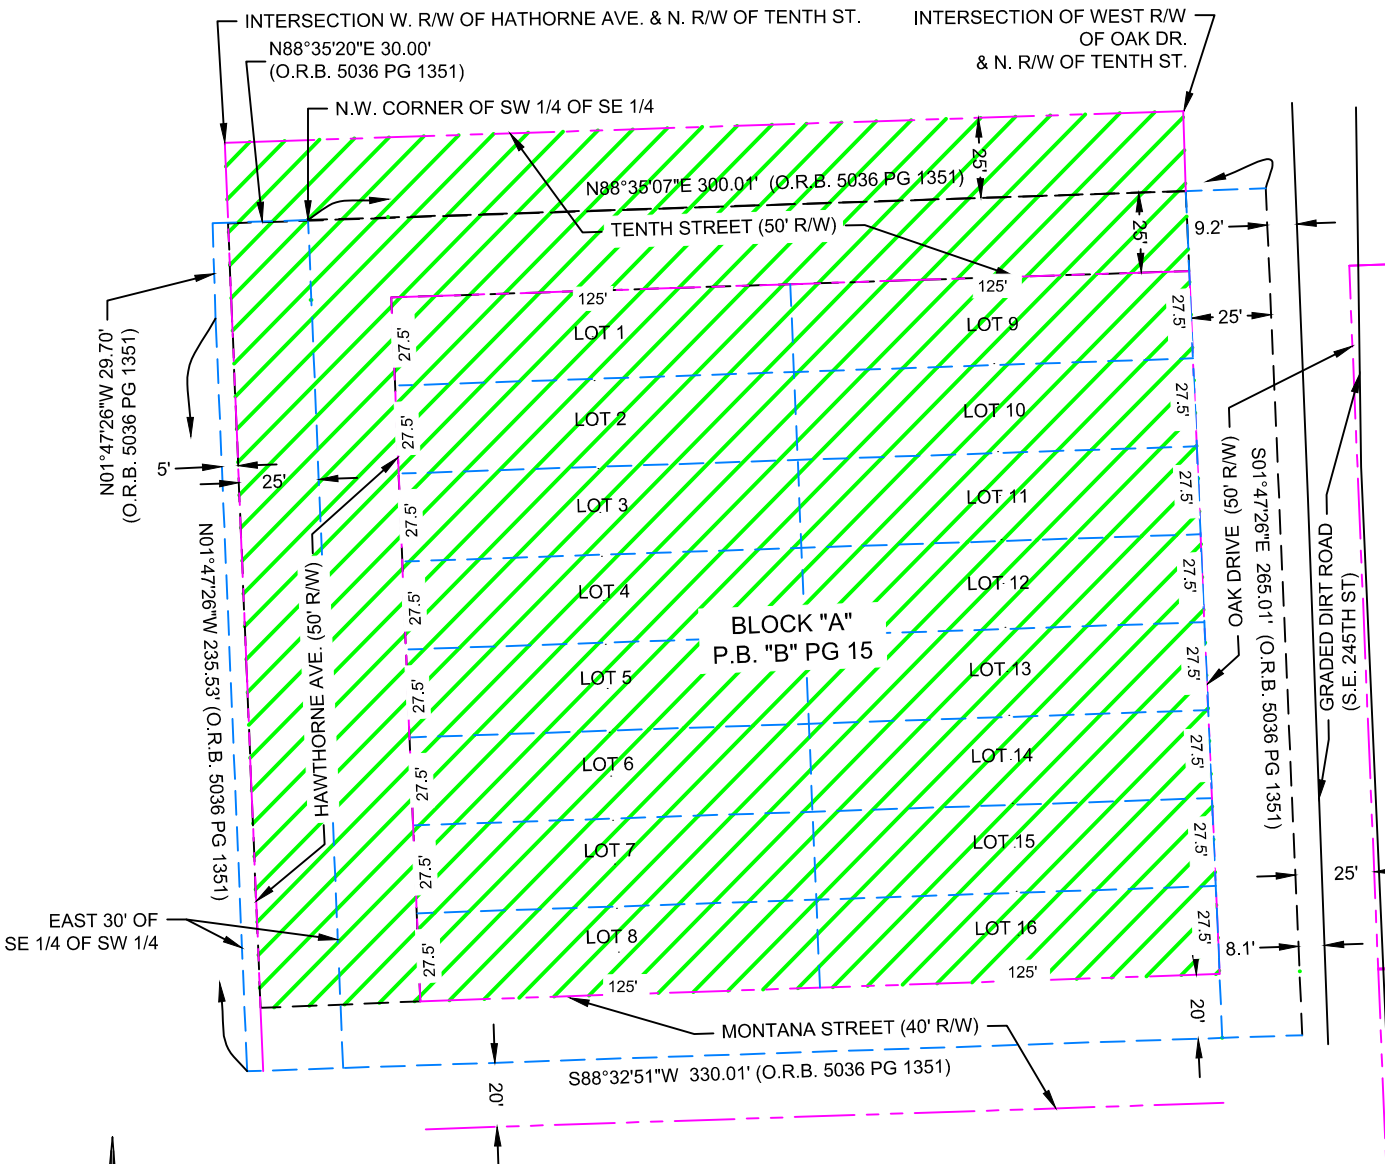 INTERSECTION W. R/W OF HATHORNE AVE. & N. R/W OF TENTH ST.
INTERSECTION OF WEST R/W
OF OAK DR.
& N. R/W OF TENTH ST.
N88°35'20"E 30.00'
(O.R.B. 5036 PG 1351)
N.W. CORNER OF SW 1/4 OF SE 1/4
25'
N88°35'07"E 300.01' (O.R.B. 5036 PG 1351)
TENTH STREET (50' R/W)
25'
9.2'
125'
125'
27.5'
LOT 1
LOT 9
27.5'
25'
N01°47'26"W 29.70'
(O.R.B. 5036 PG 1351)
27.5'
LOT 2
LOT 10
27.5'
5'
25'
27.5'
LOT 3
LOT 11
27.5'
OAK DRIVE (50' R/W)
S01°47'26"E 265.01' (O.R.B. 5036 PG 1351)
GRADED DIRT ROAD
(S.E. 245TH ST)
N01°47'26"W 235.53' (O.R.B. 5036 PG 1351)
HAWTHORNE AVE. (50' R/W)
27.5'
LOT 4
LOT 12
27.5'
BLOCK "A"
P.B. "B" PG 15
27.5'
LOT 5
LOT 13
27.5'
27.5'
LOT 6
LOT 14
27.5'
27.5'
LOT 7
LOT 15
27.5'
25'
EAST 30' OF
SE 1/4 OF SW 1/4
27.5'
LOT 8
LOT 16
27.5'
8.1'
125'
125'
20'
MONTANA STREET (40' R/W)
S88°32'51"W 330.01' (O.R.B. 5036 PG 1351)
20'